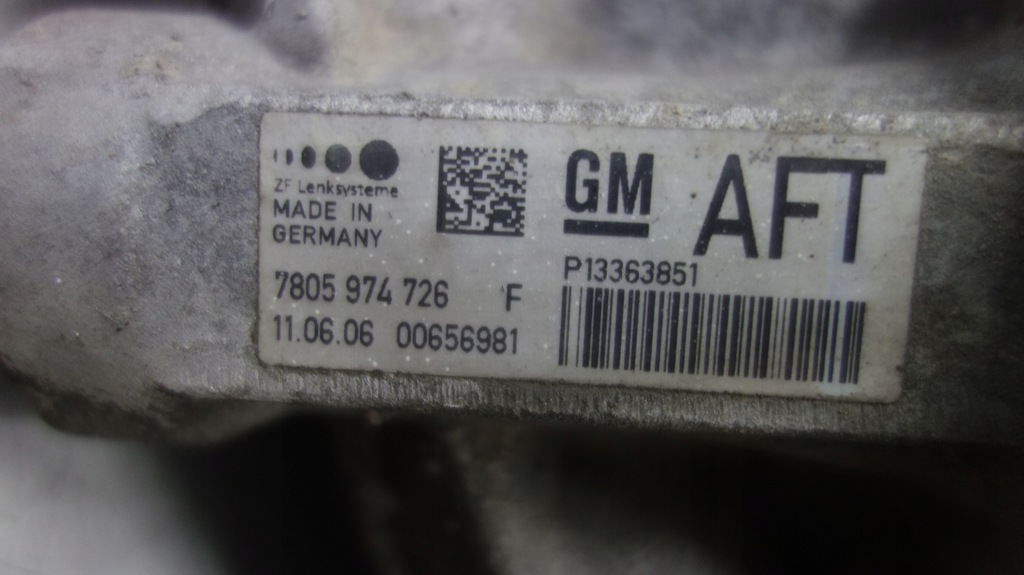 ZF Lenksysteme
MADE IN
GERMANY
7805 974 726 F
11.06.06 00656981
GM AFT
P13363851